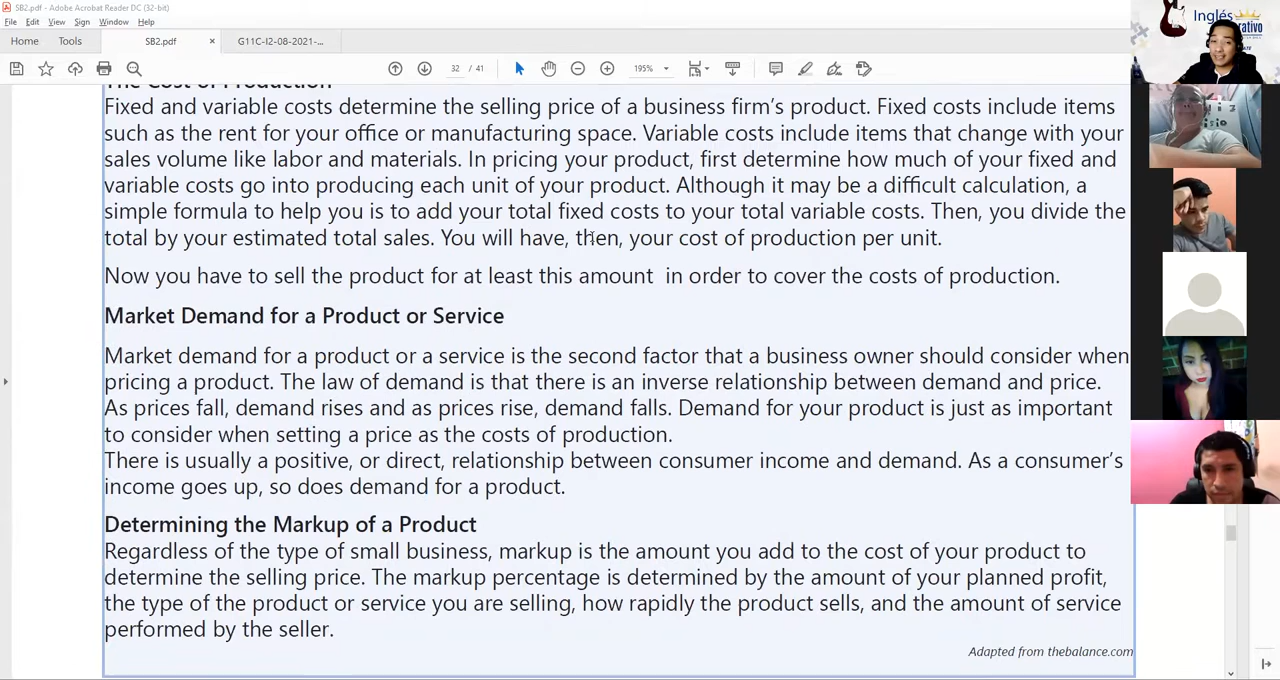 SB2.pdf - Adobe Acrobat Reader DC (32-bit)
File Edit View Sign Window Help
Home Tools SB2.pdf × G11C-I2-08-2021-...
32 / 41 195%
The Cost of Production
Fixed and variable costs determine the selling price of a business firm's product. Fixed costs include items
such as the rent for your office or manufacturing space. Variable costs include items that change with your
sales volume like labor and materials. In pricing your product, first determine how much of your fixed and
variable costs go into producing each unit of your product. Although it may be a difficult calculation, a
simple formula to help you is to add your total fixed costs to your total variable costs. Then, you divide the
total by your estimated total sales. You will have, then, your cost of production per unit.
Now you have to sell the product for at least this amount in order to cover the costs of production.
Market Demand for a Product or Service
Market demand for a product or a service is the second factor that a business owner should consider when
pricing a product. The law of demand is that there is an inverse relationship between demand and price.
As prices fall, demand rises and as prices rise, demand falls. Demand for your product is just as important
to consider when setting a price as the costs of production.
There is usually a positive, or direct, relationship between consumer income and demand. As a consumer's
income goes up, so does demand for a product.
Determining the Markup of a Product
Regardless of the type of small business, markup is the amount you add to the cost of your product to
determine the selling price. The markup percentage is determined by the amount of your planned profit,
the type of the product or service you are selling, how rapidly the product sells, and the amount of service
performed by the seller.
Adapted from thebalance.com
Inglés